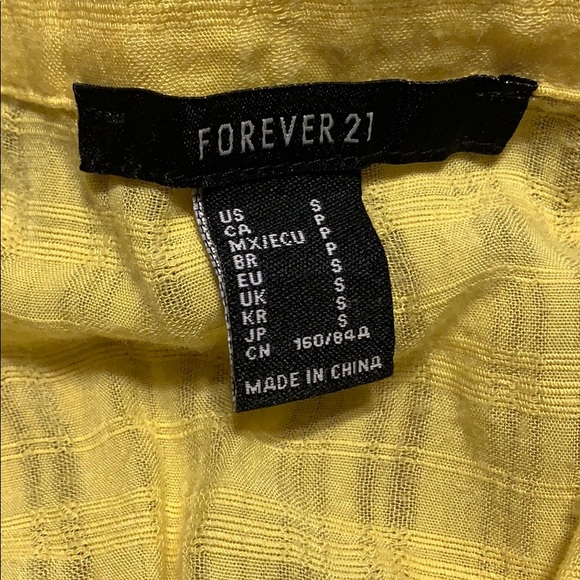 FOREVER 21
US S
CA P
MX|ECU P
BR P
EU S
UK S
KR S
JP S
CN 160/84A
MADE IN CHINA